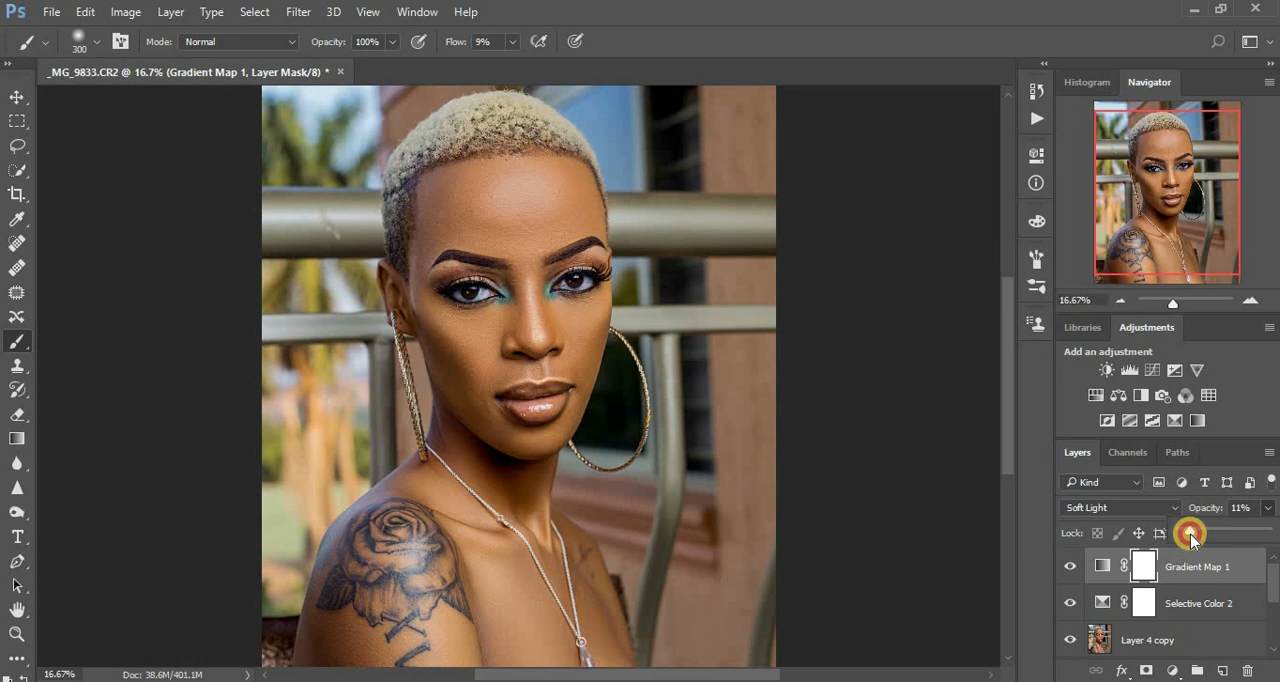 Ps File Edit Image Layer Type Select Filter 3D View Window Help
300 Mode: Normal Opacity: 100% Flow: 9%
_MG_9833.CR2 @ 16.7% (Gradient Map 1, Layer Mask/8) * ×
Histogram Navigator
16.67%
Libraries Adjustments
Add an adjustment
Layers Channels Paths
Kind
Soft Light Opacity: 11%
Lock:
Gradient Map 1
Selective Color 2
Layer 4 copy
16.67% Doc: 38.6M/401.1M